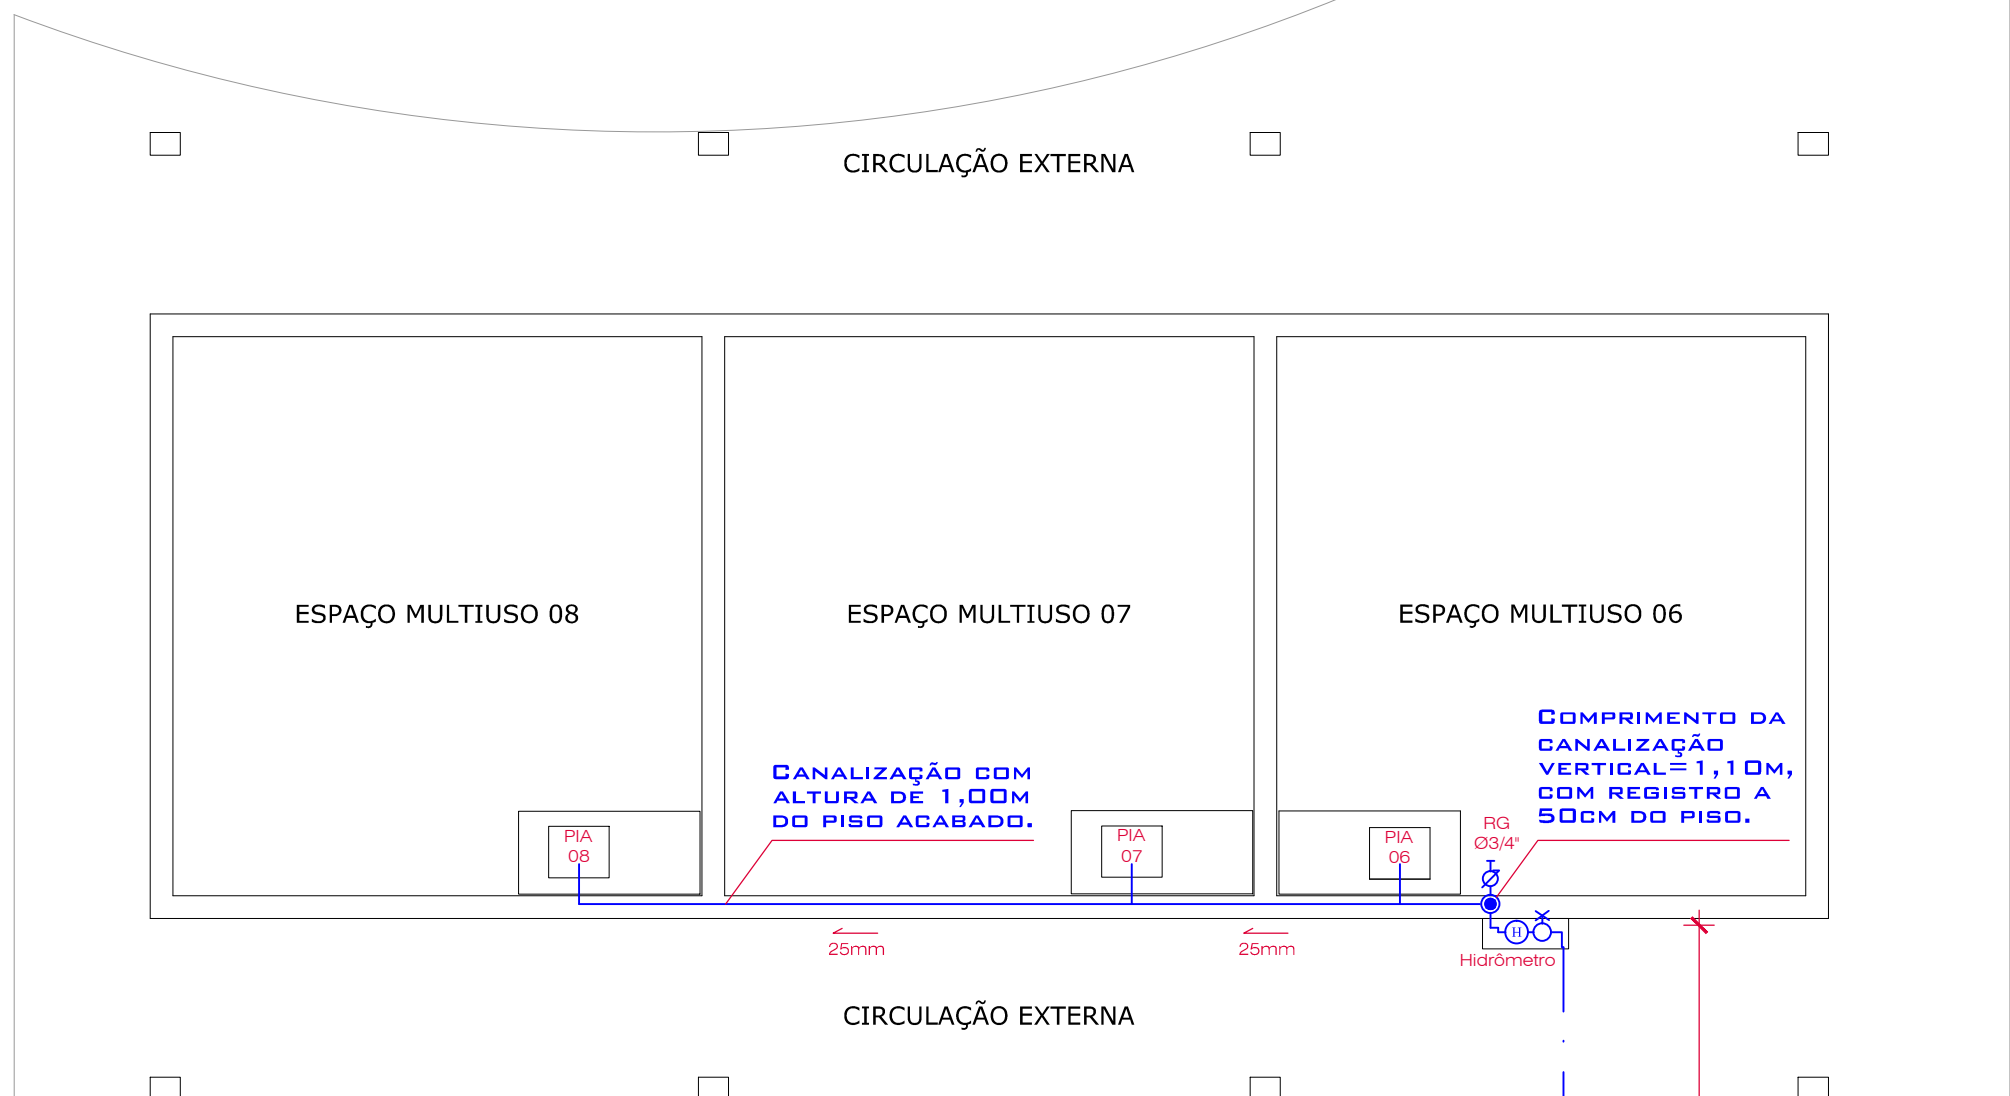 CIRCULAÇÃO EXTERNA
ESPAÇO MULTIUSO 08
ESPAÇO MULTIUSO 07
ESPAÇO MULTIUSO 06
COMPRIMENTO DA
CANALIZAÇÃO
VERTICAL=1,10M,
COM REGISTRO A
50CM DO PISO.
CANALIZAÇÃO COM
ALTURA DE 1,00M
DO PISO ACABADO.
PIA
08
PIA
07
PIA
06
RG
Ø3/4"
H
25mm
25mm
Hidrômetro
CIRCULAÇÃO EXTERNA